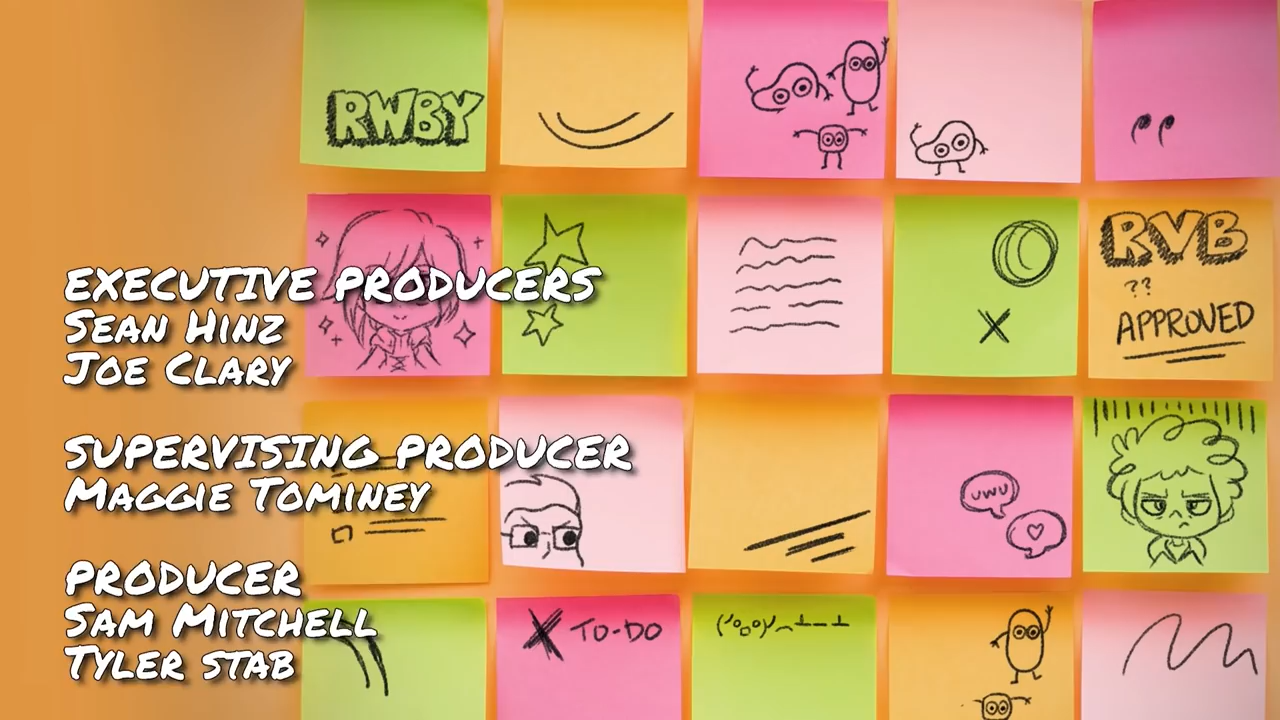 RWBY
RVB
??
APPROVED
EXECUTIVE PRODUCERS
SEAN HINZ
JOE CLARY
SUPERVISING PRODUCER
MAGGIE TOMINEY
UWU
PRODUCER
SAM MITCHELL
TYLER STAB
X TO-DO